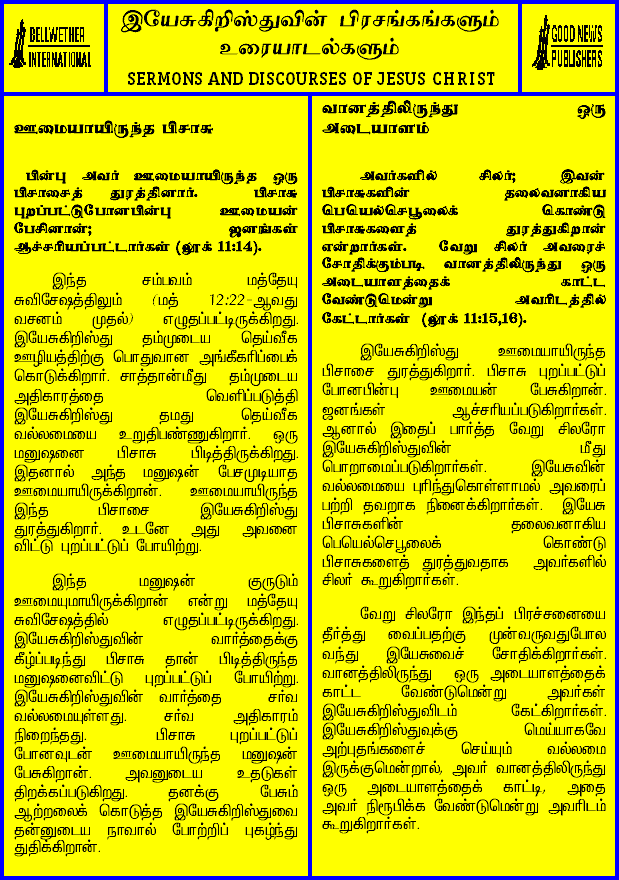 BELLWETHER
INTERNATIONAL
இயேசுகிறிஸ்துவின் பிரசங்கங்களும்
உரையாடல்களும்
SERMONS AND DISCOURSES OF JESUS CHRIST
GOOD NEWS
PUBLISHERS
ஊமையாயிருந்த பிசாசு
பின்பு அவர் ஊமையாயிருந்த ஒரு
பிசாசைத் துரத்தினார். பிசாசு
புறப்பட்டுபோனபின்பு ஊமையன்
பேசினான்; ஜனங்கள்
ஆச்சரியப்பட்டார்கள் (லூக் 11:14).
இந்த சம்பவம் மத்தேயு
சுவிசேஷத்திலும் (மத் 12:22-ஆவது
வசனம் முதல்) எழுதப்பட்டிருக்கிறது.
இயேசுகிறிஸ்து தம்முடைய தெய்வீக
ஊழியத்திற்கு பொதுவான அங்கீகரிப்பைக்
கொடுக்கிறார். சாத்தான்மீது தம்முடைய
அதிகாரத்தை வெளிப்படுத்தி
இயேசுகிறிஸ்து தமது தெய்வீக
வல்லமையை உறுதிபண்ணுகிறார். ஒரு
மனுஷனை பிசாசு பிடித்திருக்கிறது.
இதனால் அந்த மனுஷன் பேசமுடியாத
ஊமையாயிருக்கிறான். ஊமையாயிருந்த
இந்த பிசாசை இயேசுகிறிஸ்து
துரத்துகிறார். உடனே அது அவனை
விட்டு புறப்பட்டுப் போயிற்று.
இந்த மனுஷன் குருடும்
ஊமையுமாயிருக்கிறான் என்று மத்தேயு
சுவிசேஷத்தில் எழுதப்பட்டிருக்கிறது.
இயேசுகிறிஸ்துவின் வார்த்தைக்கு
கீழ்ப்படிந்து பிசாசு தான் பிடித்திருந்த
மனுஷனைவிட்டு புறப்பட்டுப் போயிற்று.
இயேசுகிறிஸ்துவின் வார்த்தை சர்வ
வல்லமையுள்ளது. சர்வ அதிகாரம்
நிறைந்தது. பிசாசு புறப்பட்டுப்
போனவுடன் ஊமையாயிருந்த மனுஷன்
பேசுகிறான். அவனுடைய உதடுகள்
திறக்கப்படுகிறது. தனக்கு பேசும்
ஆற்றலைக் கொடுத்த இயேசுகிறிஸ்துவை
தன்னுடைய நாவால் போற்றிப் புகழ்ந்து
துதிக்கிறான்.
வானத்திலிருந்து ஒரு
அடையாளம்
அவர்களில் சிலர்; இவன்
பிசாசுகளின் தலைவனாகிய
பெயெல்செபூலைக் கொண்டு
பிசாசுகளைத் துரத்துகிறான்
என்றார்கள். வேறு சிலர் அவரைச்
சோதிக்கும்படி, வானத்திலிருந்து ஒரு
அடையாளத்தைக் காட்ட
வேண்டுமென்று அவரிடத்தில்
கேட்டார்கள் (லூக் 11:15,16).
இயேசுகிறிஸ்து ஊமையாயிருந்த
பிசாசை துரத்துகிறார். பிசாசு புறப்பட்டுப்
போனபின்பு ஊமையன் பேசுகிறான்.
ஜனங்கள் ஆச்சரியப்படுகிறார்கள்.
ஆனால் இதைப் பார்த்த வேறு சிலரோ
இயேசுகிறிஸ்துவின் மீது
பொறாமைப்படுகிறார்கள். இயேசுவின்
வல்லமையை புரிந்துகொள்ளாமல் அவரைப்
பற்றி தவறாக நினைக்கிறார்கள். இயேசு
பிசாசுகளின் தலைவனாகிய
பெயெல்செபூலைக் கொண்டு
பிசாசுகளைத் துரத்துவதாக அவர்களில்
சிலர் கூறுகிறார்கள்.
வேறு சிலரோ இந்தப் பிரச்சனையை
தீர்த்து வைப்பதற்கு முன்வருவதுபோல
வந்து இயேசுவைச் சோதிக்கிறார்கள்.
வானத்திலிருந்து ஒரு அடையாளத்தைக்
காட்ட வேண்டுமென்று அவர்கள்
இயேசுகிறிஸ்துவிடம் கேட்கிறார்கள்.
இயேசுகிறிஸ்துவுக்கு மெய்யாகவே
அற்புதங்களைச் செய்யும் வல்லமை
இருக்குமென்றால், அவர் வானத்திலிருந்து
ஒரு அடையாளத்தைக் காட்டி, அதை
அவர் நிரூபிக்க வேண்டுமென்று அவரிடம்
கூறுகிறார்கள்.